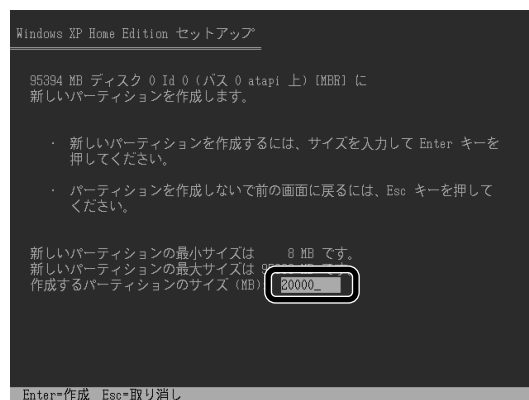 Windows XP Home Edition セットアップ
95394 MB ディスク 0 Id 0 (バス 0 atapi 上) [MBR] に
新しいパーティションを作成します。
・ 新しいパーティションを作成するには、サイズを入力して Enter キーを
押してください。
・ パーティションを作成しないで前の画面に戻るには、Esc キーを押して
ください。
新しいパーティションの最小サイズは 8 MB です。
新しいパーティションの最大サイズは MB です。
作成するパーティションのサイズ (MB): 20000_
Enter=作成 Esc=取り消し